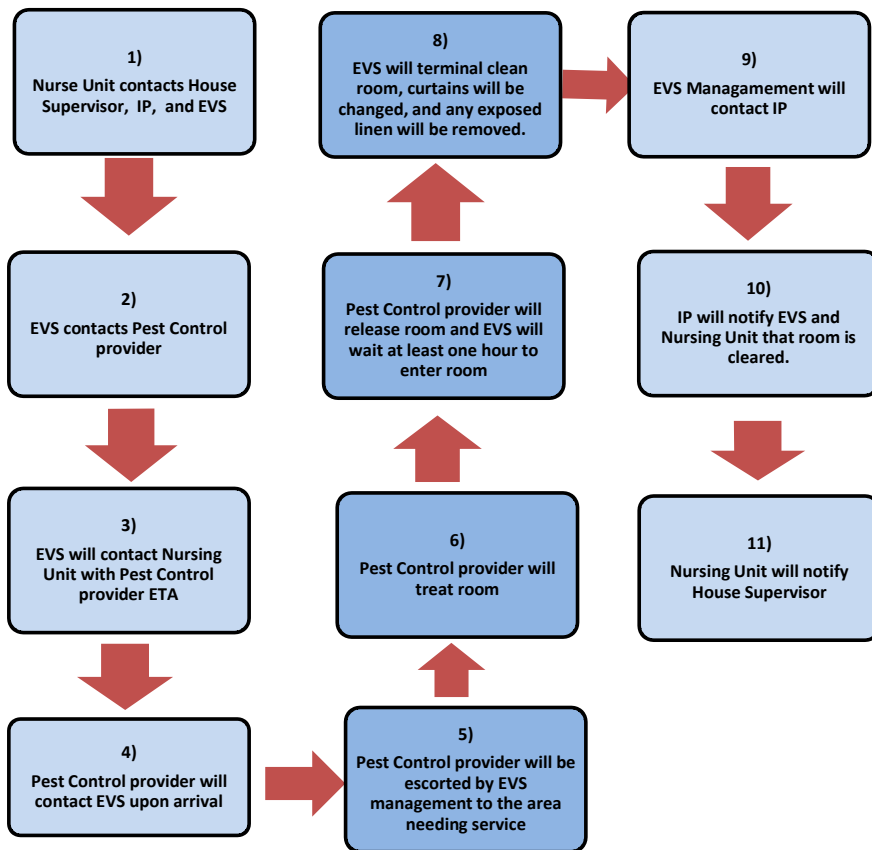 1)
Nurse Unit contacts House
Supervisor, IP, and EVS
2)
EVS contacts Pest Control
provider
3)
EVS will contact Nursing
Unit with Pest Control
provider ETA
4)
Pest Control provider will
contact EVS upon arrival
5)
Pest Control provider will be
escorted by EVS
management to the area
needing service
6)
Pest Control provider will
treat room
7)
Pest Control provider will
release room and EVS will
wait at least one hour to
enter room
8)
EVS will terminal clean
room, curtains will be
changed, and any exposed
linen will be removed.
9)
EVS Managamement will
contact IP
10)
IP will notify EVS and
Nursing Unit that room is
cleared.
11)
Nursing Unit will notify
House Supervisor